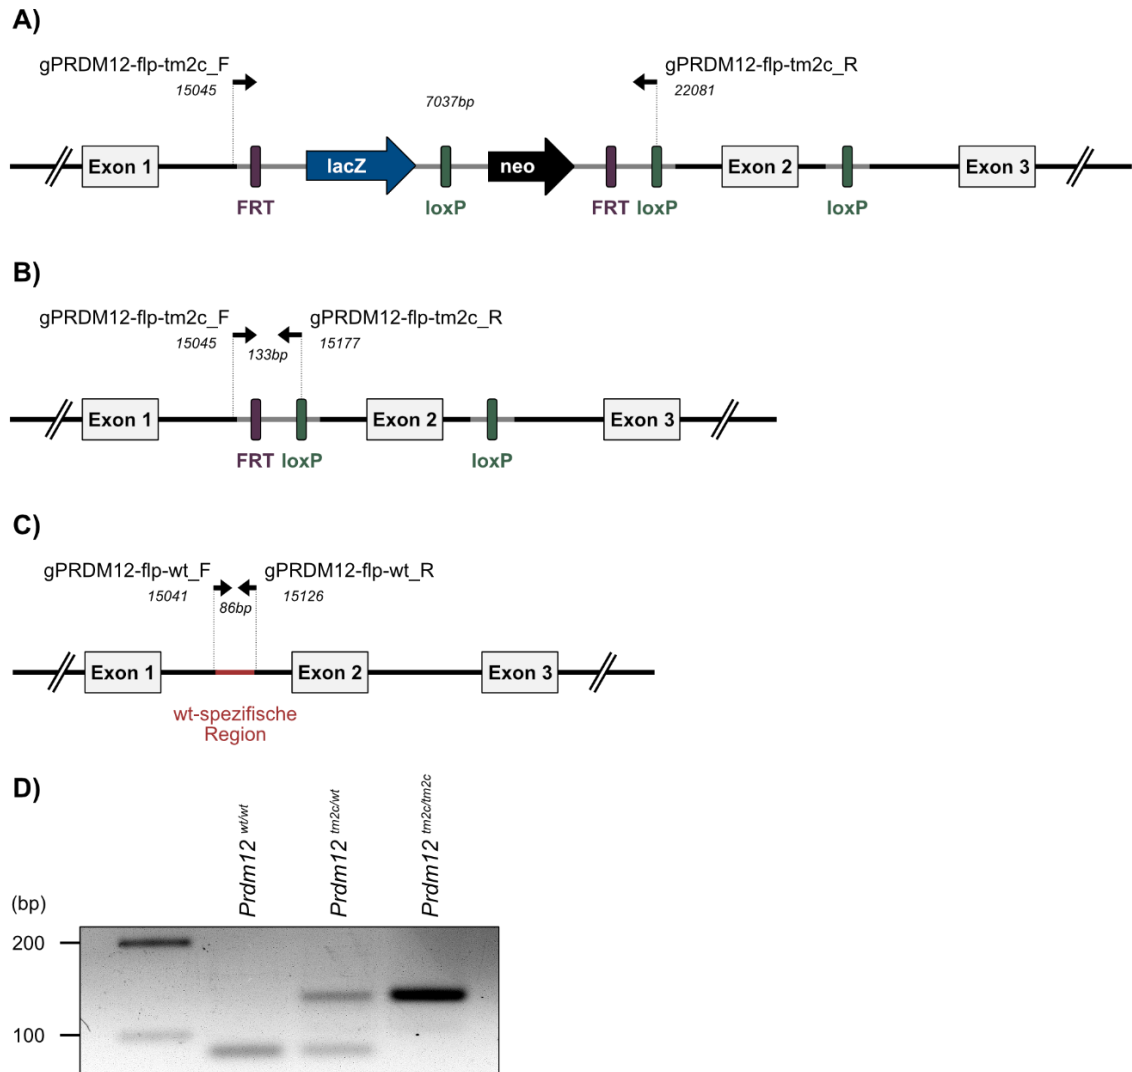 A)
gPRDM12-flp-tm2c_F
15045
7037bp
gPRDM12-flp-tm2c_R
22081
Exon 1
lacZ
neo
Exon 2
Exon 3
FRT
loxP
FRT
loxP
loxP
B)
gPRDM12-flp-tm2c_F
15045
133bp
gPRDM12-flp-tm2c_R
15177
Exon 1
Exon 2
Exon 3
FRT
loxP
loxP
C)
gPRDM12-flp-wt_F
15041
86bp
gPRDM12-flp-wt_R
15126
Exon 1
Exon 2
Exon 3
wt-spezifische
Region
D)
Prdm12 wt/wt
Prdm12 tm2c/wt
Prdm12 tm2c/tm2c
(bp)
200
100